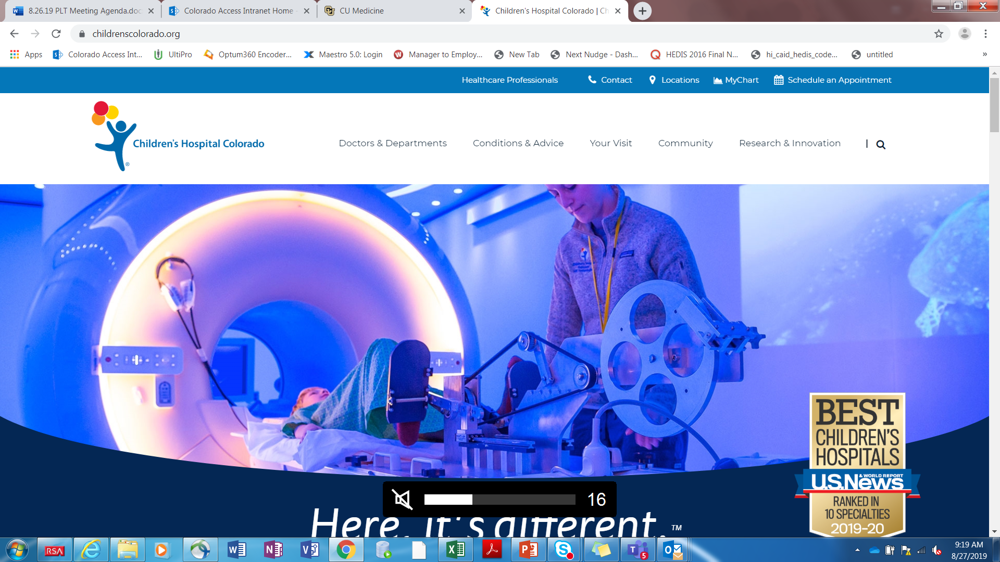 8.26.19 PLT Meeting Agenda.doc
Colorado Access Intranet Home -
CU Medicine
Children's Hospital Colorado | Ch
childrenscolorado.org
Apps
Colorado Access Int...
UltiPro
Optum360 Encoder...
Maestro 5.0: Login
Manager to Employ...
New Tab
Next Nudge - Dash...
HEDIS 2016 Final N...
hi_caid_hedis_code...
untitled
»
Healthcare Professionals
Contact
Locations
MyChart
Schedule an Appointment
Children's Hospital Colorado
®
Doctors & Departments
Conditions & Advice
Your Visit
Community
Research & Innovation
BEST
CHILDREN'S
HOSPITALS
U.S.News
& WORLD REPORT
RANKED IN
10 SPECIALTIES
2019-20
16
Here, it's different.™
RSA
5
9:19 AM
8/27/2019